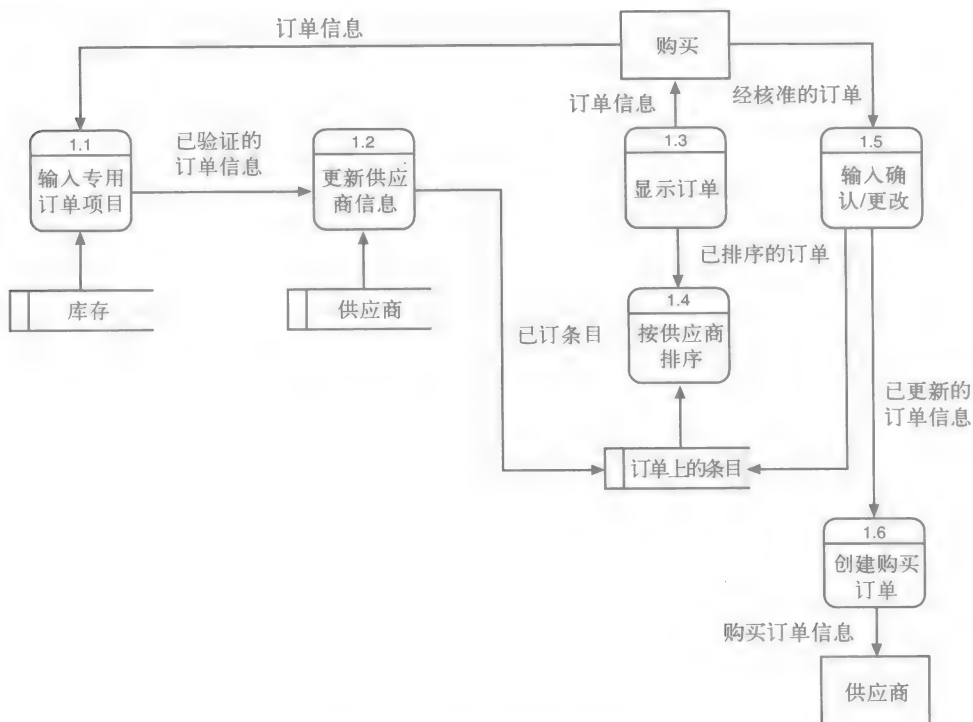 订单信息
购买
订单信息
经核准的订单
1.1
输入专用
订单项目
已验证的
订单信息
1.2
更新供应
商信息
1.3
显示订单
1.5
输入确
认/更改
已排序的订单
库存
供应商
已订条目
1.4
按供应商
排序
已更新的
订单信息
订单上的条目
1.6
创建购买
订单
购买订单信息
供应商